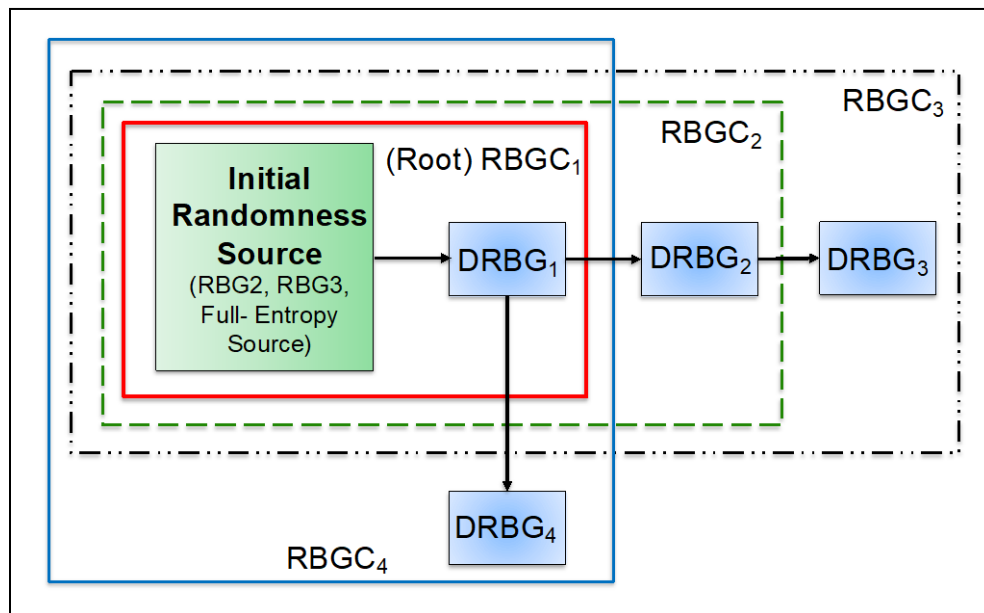 RBGC₃
RBGC₂
(Root) RBGC₁
Initial
Randomness
Source
(RBG2, RBG3,
Full- Entropy
Source)
DRBG₁
DRBG₂
DRBG₃
DRBG₄
RBGC₄